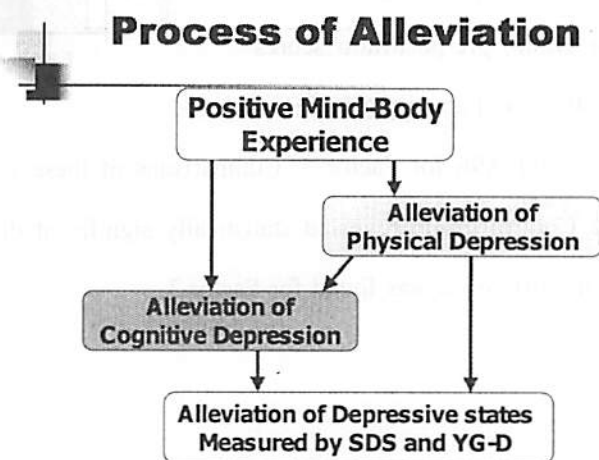 Process of Alleviation
Positive Mind-Body
Experience
Alleviation of
Physical Depression
Alleviation of
Cognitive Depression
Alleviation of Depressive states
Measured by SDS and YG-D